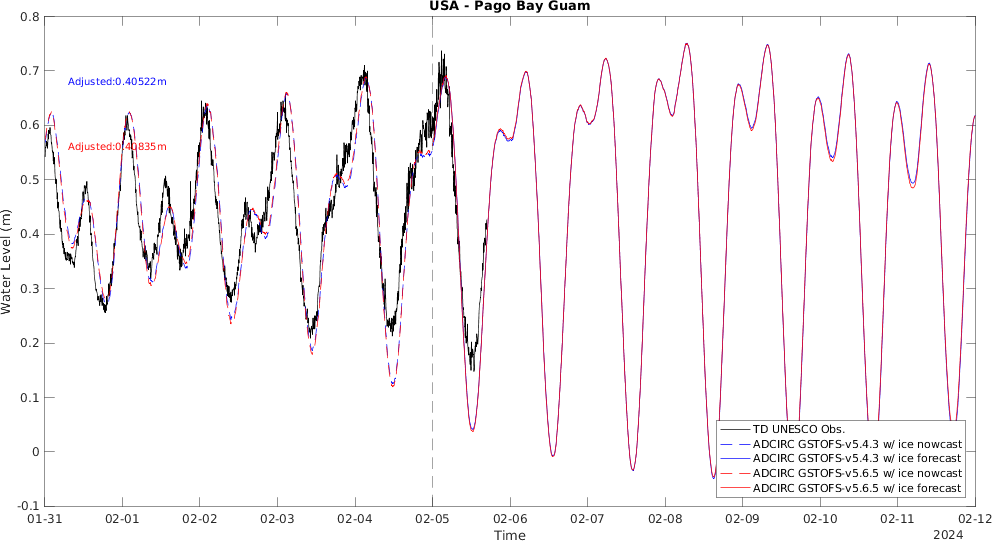 USA - Pago Bay Guam
0.8
0.7
0.6
0.5
0.4
0.3
0.2
0.1
0
-0.1
Water Level (m)
Adjusted:0.40522m
Adjusted:0.40835m
TD UNESCO Obs.
ADCIRC GSTOFS-v5.4.3 w/ ice nowcast
ADCIRC GSTOFS-v5.4.3 w/ ice forecast
ADCIRC GSTOFS-v5.6.5 w/ ice nowcast
ADCIRC GSTOFS-v5.6.5 w/ ice forecast
01-31 02-01 02-02 02-03 02-04 02-05 02-06 02-07 02-08 02-09 02-10 02-11 02-12
Time
2024